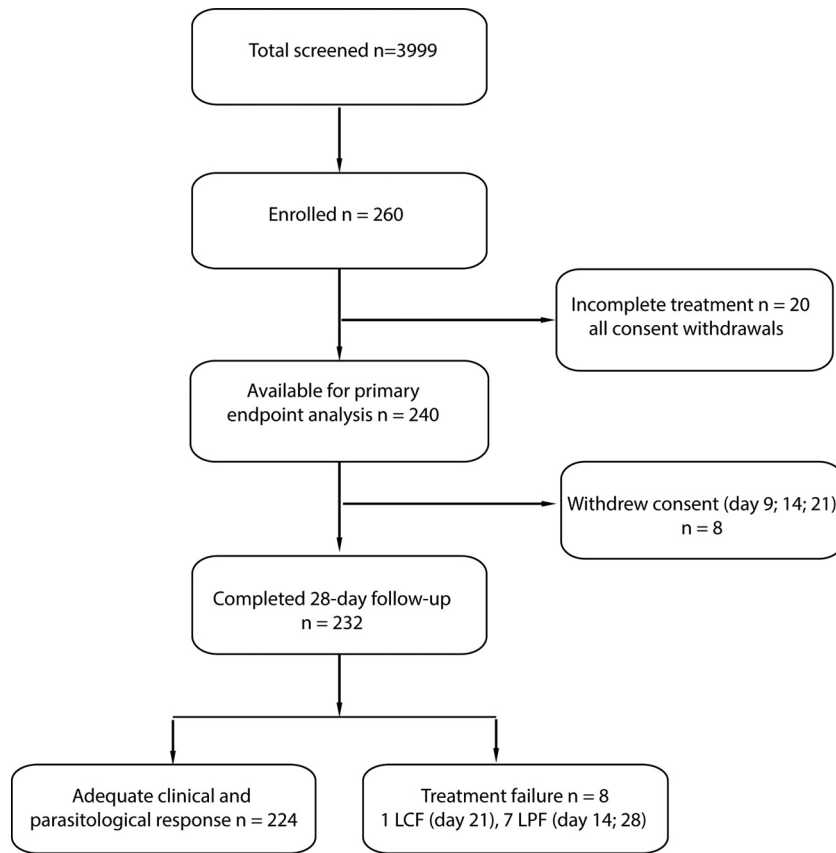 Total screened n=3999
Enrolled n = 260
Incomplete treatment n = 20
all consent withdrawals
Available for primary
endpoint analysis n = 240
Withdrew consent (day 9; 14; 21)
n = 8
Completed 28-day follow-up
n = 232
Adequate clinical and
parasitological response n = 224
Treatment failure n = 8
1 LCF (day 21), 7 LPF (day 14; 28)